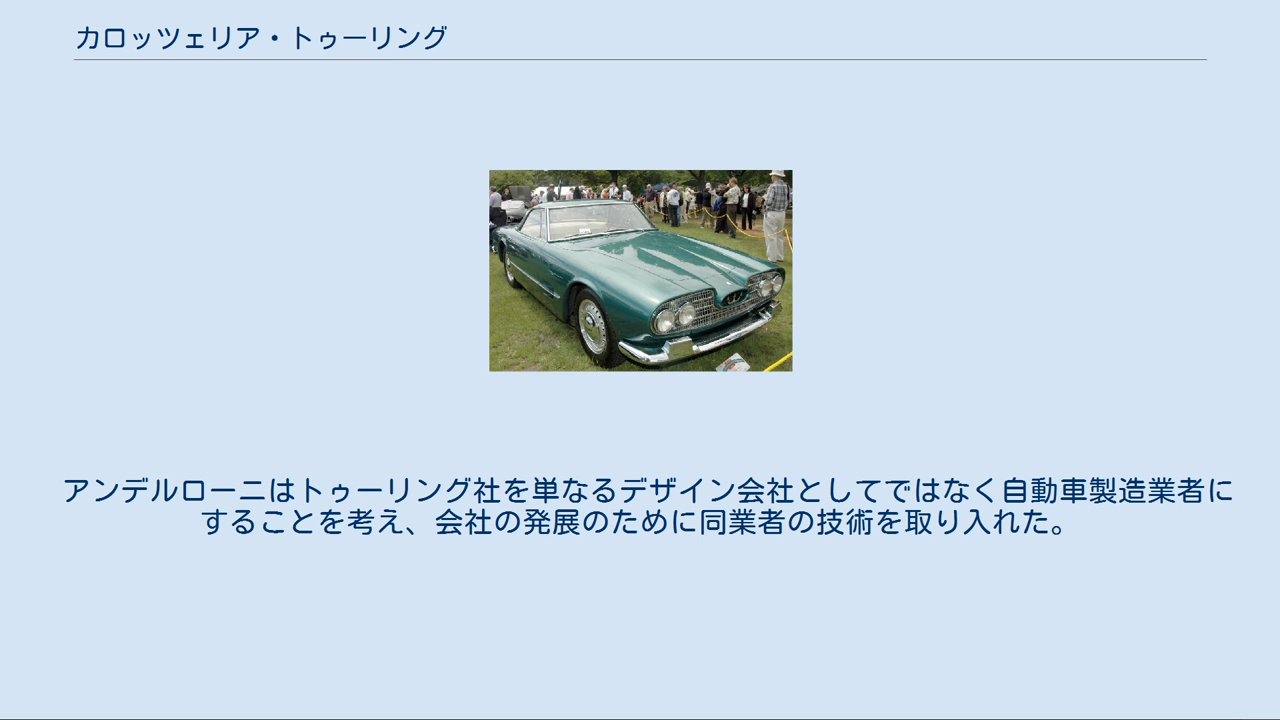 カロッツェリア・トゥーリング
アンデルローニはトゥーリング社を単なるデザイン会社としてではなく自動車製造業者に
することを考え、会社の発展のために同業者の技術を取り入れた。